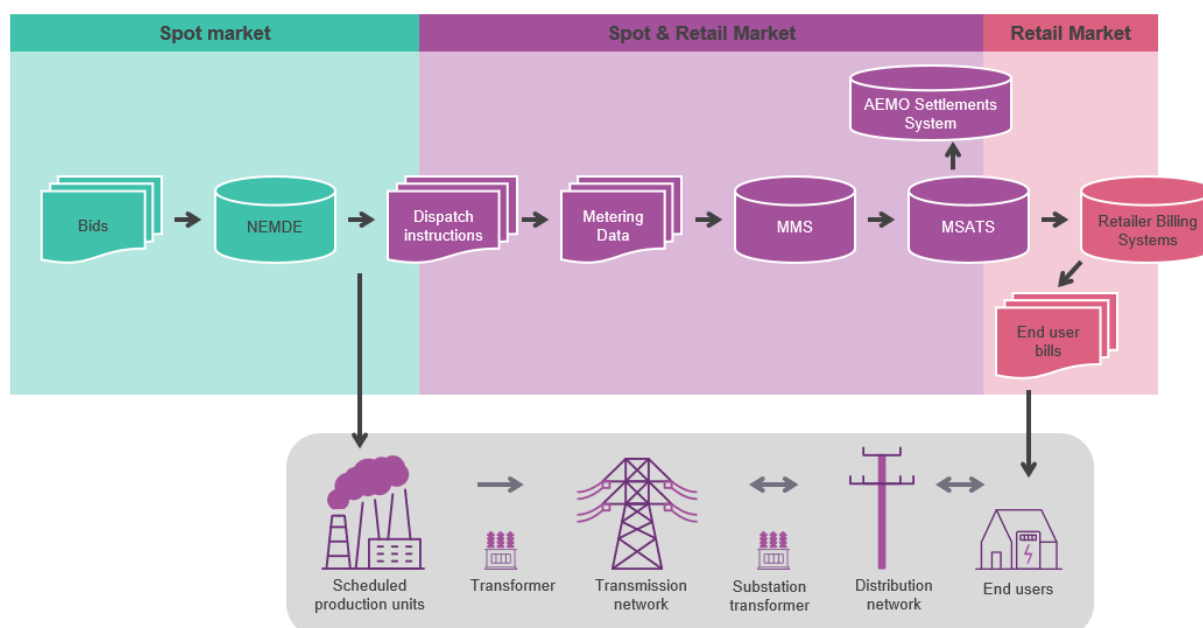 Spot market
Spot & Retail Market
Retail Market
AEMO Settlements
System
Bids
NEMDE
Dispatch
instructions
Metering
Data
MMS
MSATS
Retailer Billing
Systems
End user
bills
Scheduled
production units
Transformer
Transmission
network
Substation
transformer
Distribution
network
End users